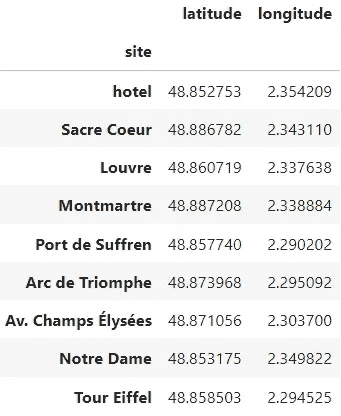 latitude longitude
site
hotel 48.852753 2.354209
Sacre Coeur 48.886782 2.343110
Louvre 48.860719 2.337638
Montmartre 48.887208 2.338884
Port de Suffren 48.857740 2.290202
Arc de Triomphe 48.873968 2.295092
Av. Champs Élysées 48.871056 2.303700
Notre Dame 48.853175 2.349822
Tour Eiffel 48.858503 2.294525